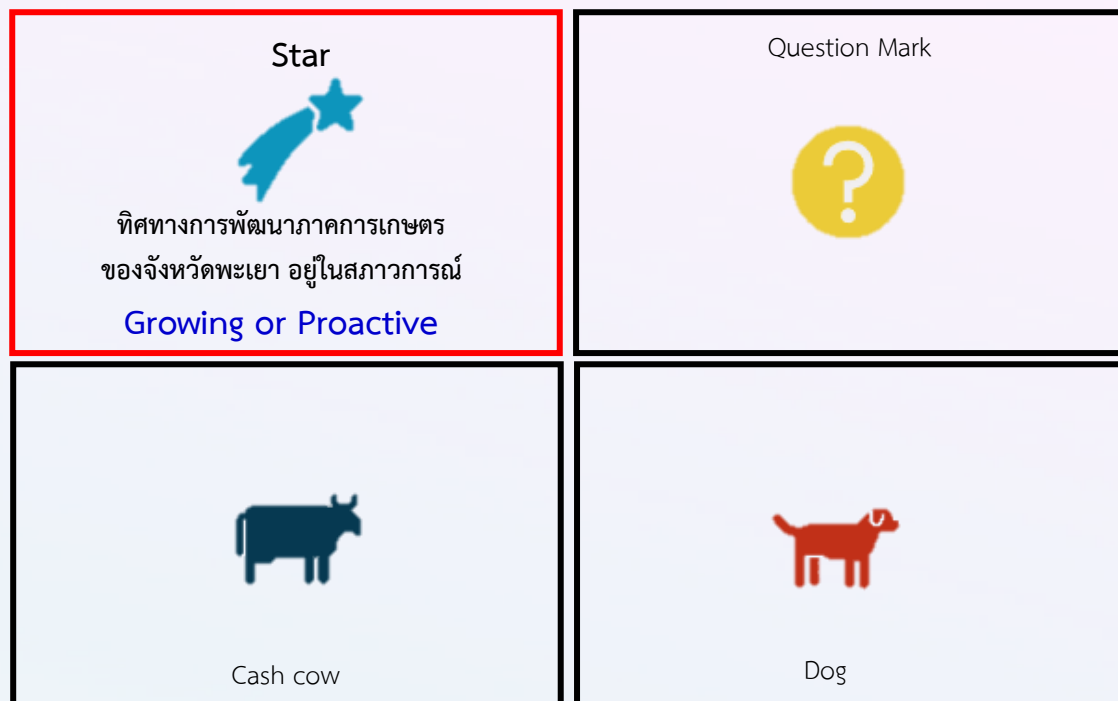 Star
ทิศทางการพัฒนาภาคการเกษตร
ของจังหวัดพะเยา อยู่ในสภาวการณ์
Growing or Proactive
Question Mark
?
Cash cow
Dog